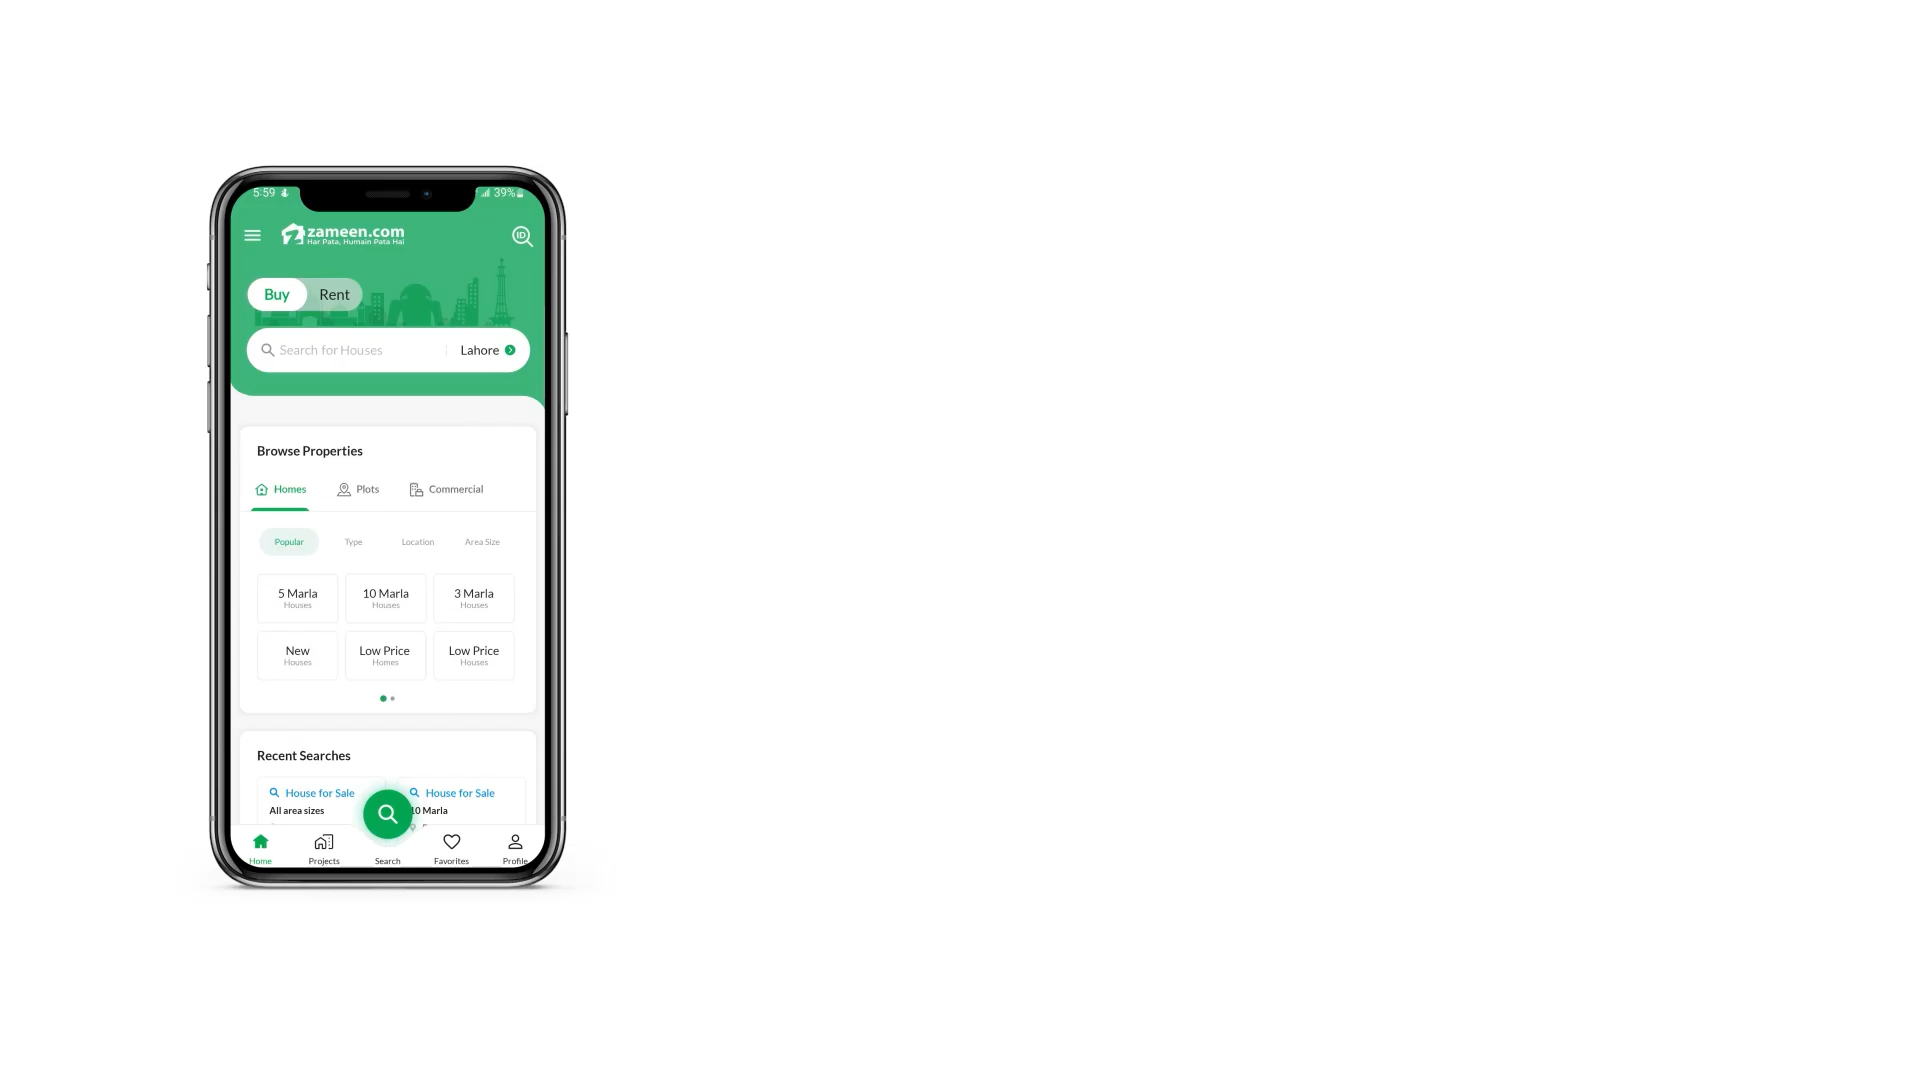 5:59
39%
zameen.com
Har Pata, Humain Pata Hai
ID
Buy
Rent
Search for Houses
Lahore
Browse Properties
Homes
Plots
Commercial
Popular
Type
Location
Area Size
5 Marla
Houses
10 Marla
Houses
3 Marla
Houses
New
Houses
Low Price
Homes
Low Price
Houses
Recent Searches
House for Sale
All area sizes
House for Sale
10 Marla
Home
Projects
Search
Favorites
Profile